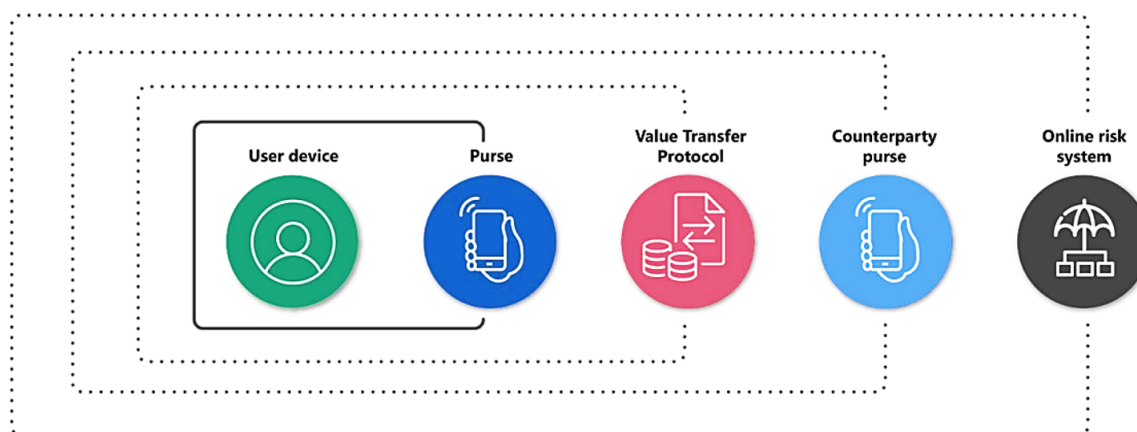 User device
Purse
Value Transfer
Protocol
Counterparty
purse
Online risk
system